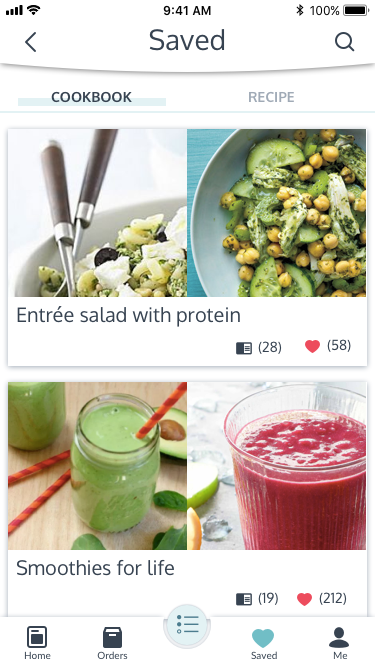 9:41 AM
100%
Saved
COOKBOOK
RECIPE
Entrée salad with protein
(28)
(58)
Smoothies for life
(19)
(212)
Home
Orders
Saved
Me